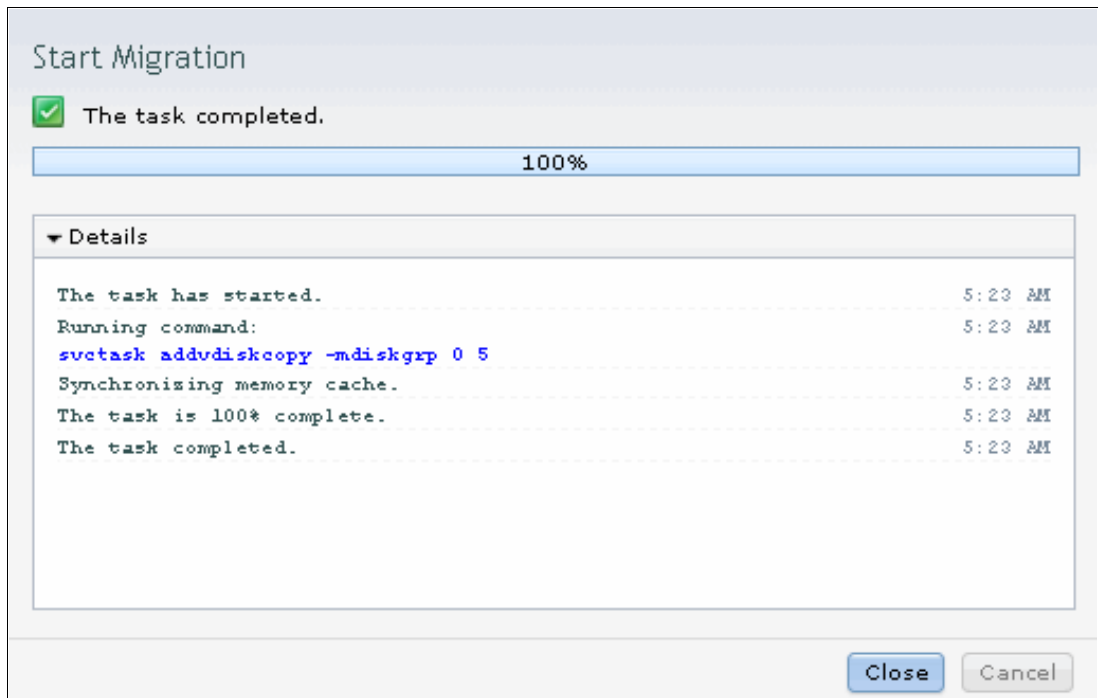 Start Migration
The task completed.
100%
Details
The task has started. 5:23 AM
Running command: 5:23 AM
svctask addvdiskcopy -mdiskgrp 0 5
Synchronizing memory cache. 5:23 AM
The task is 100% complete. 5:23 AM
The task completed. 5:23 AM
Close Cancel